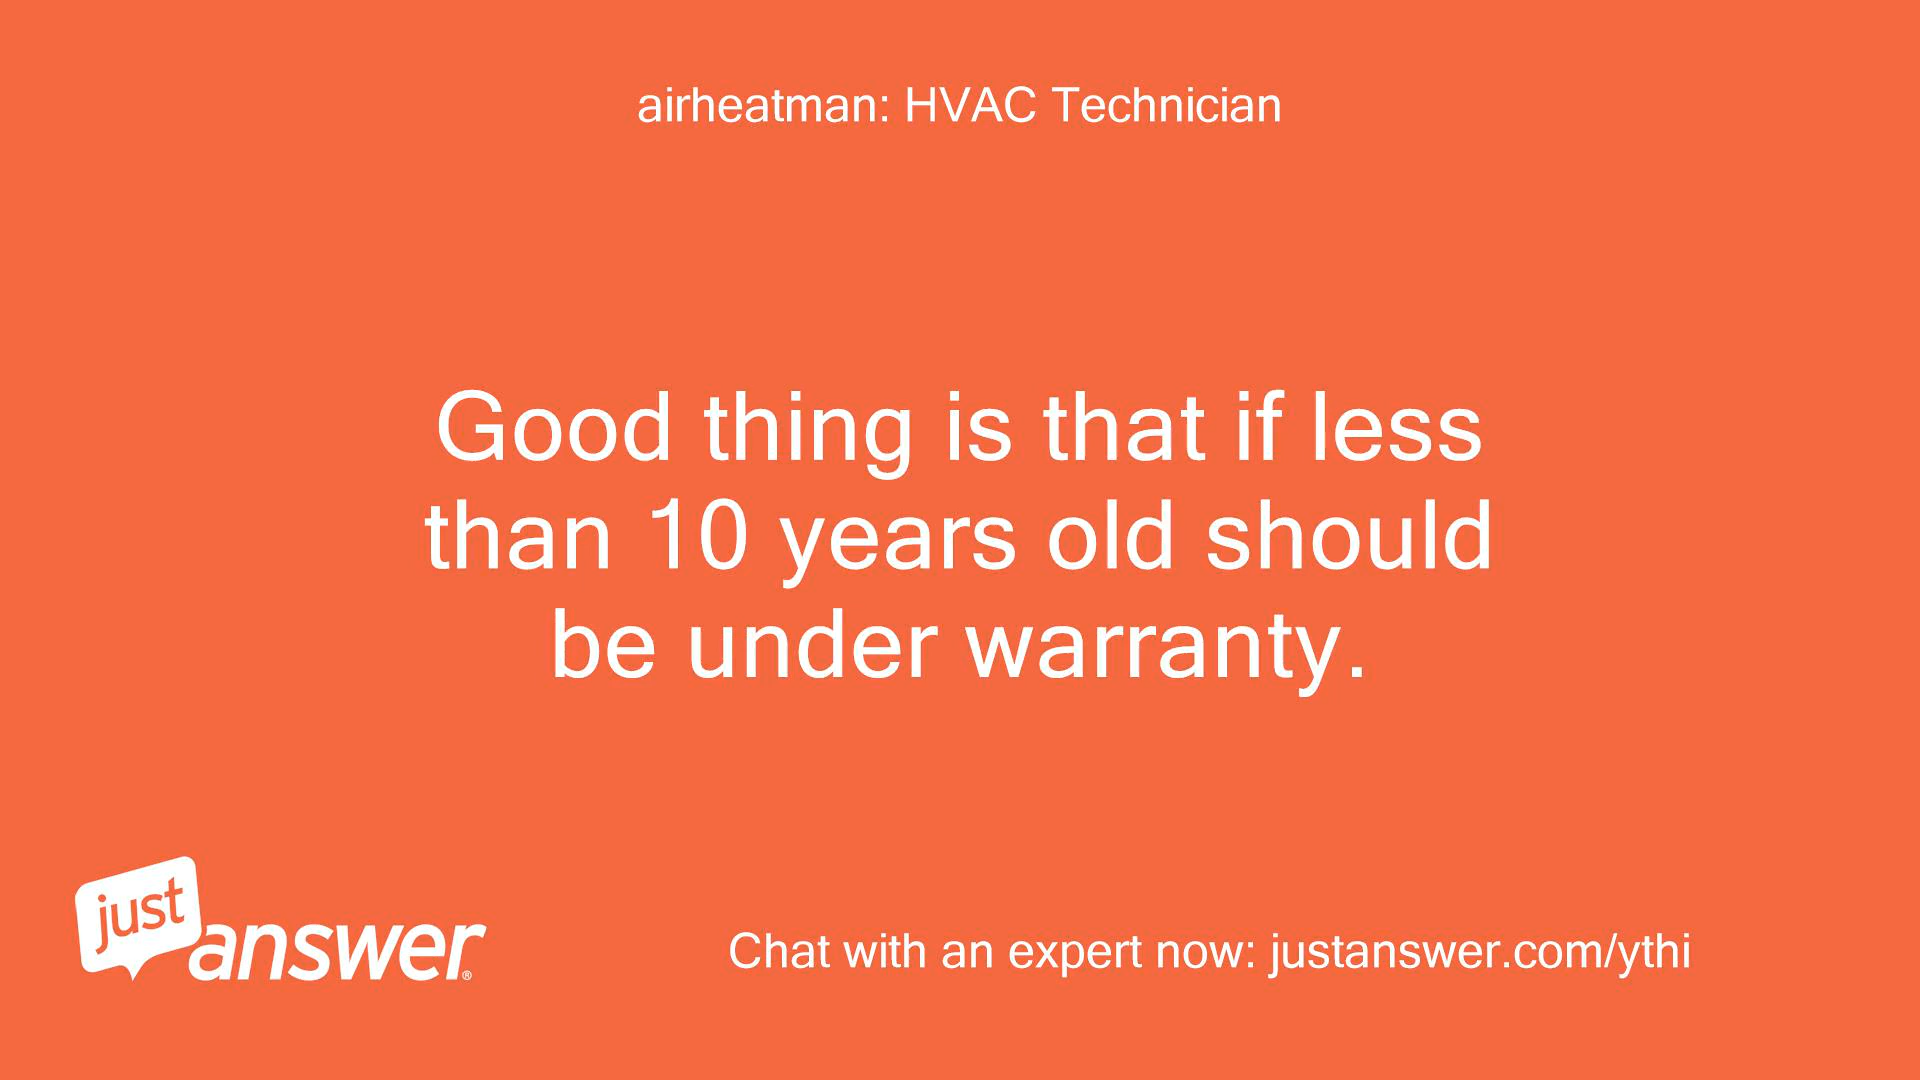 airheatman: HVAC Technician
Good thing is that if less
than 10 years old should
be under warranty.
just
answer®
Chat with an expert now: justanswer.com/ythi